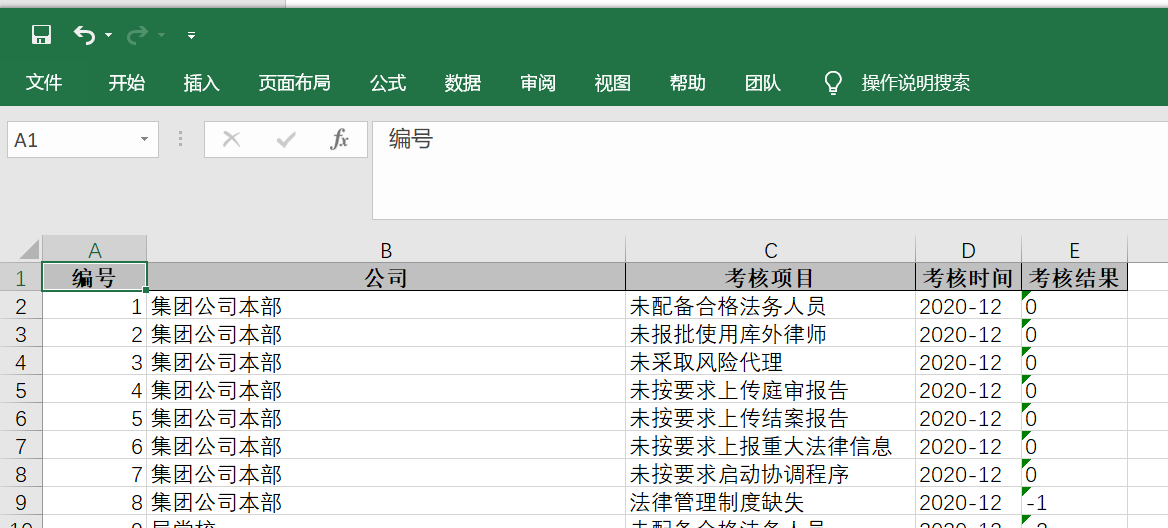 文件 开始 插入 页面布局 公式 数据 审阅 视图 帮助 团队 操作说明搜索
A1 fx 编号
A B C D E
1 编号 公司 考核项目 考核时间 考核结果
2 1 集团公司本部 未配备合格法务人员 2020-12 0
3 2 集团公司本部 未报批使用库外律师 2020-12 0
4 3 集团公司本部 未采取风险代理 2020-12 0
5 4 集团公司本部 未按要求上传庭审报告 2020-12 0
6 5 集团公司本部 未按要求上传结案报告 2020-12 0
7 6 集团公司本部 未按要求上报重大法律信息 2020-12 0
8 7 集团公司本部 未按要求启动协调程序 2020-12 0
9 8 集团公司本部 法律管理制度缺失 2020-12 -1